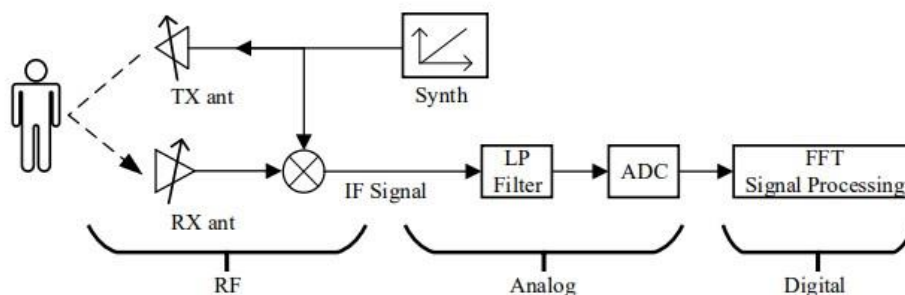 TX ant
Synth
RX ant
IF Signal
LP
Filter
ADC
FFT
Signal Processing
RF
Analog
Digital